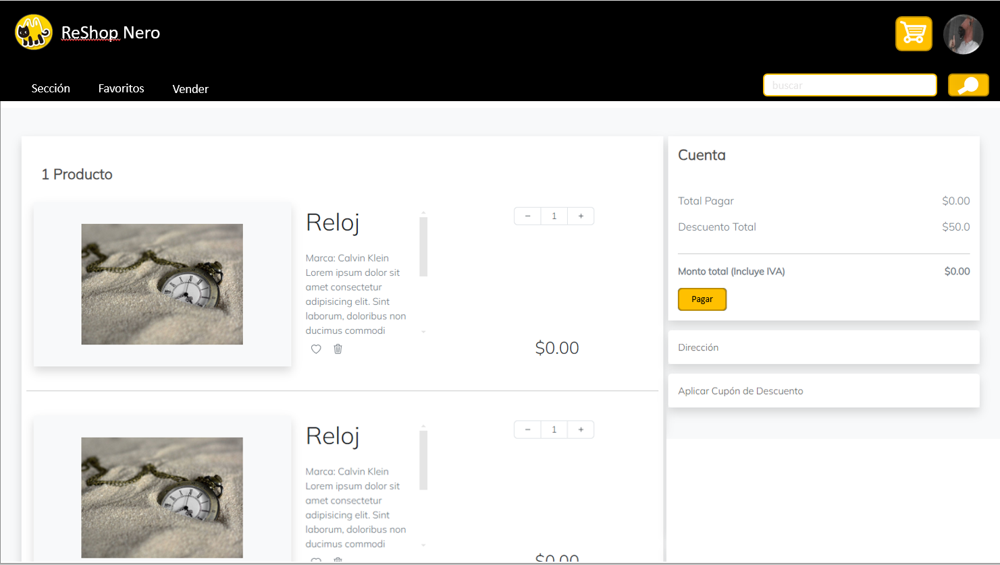 ReShop Nero
Sección
Favoritos
Vender
buscar
1 Producto
Reloj
Marca: Calvin Klein
Lorem ipsum dolor sit
amet consectetur
adipisicing elit. Sint
laborum, doloribus non
ducimus commodi
− 1 +
$0.00
Reloj
Marca: Calvin Klein
Lorem ipsum dolor sit
amet consectetur
adipisicing elit. Sint
laborum, doloribus non
ducimus commodi
− 1 +
$0.00
Cuenta
Total Pagar $0.00
Descuento Total $50.0
Monto total (Incluye IVA) $0.00
Pagar
Dirección
Aplicar Cupón de Descuento